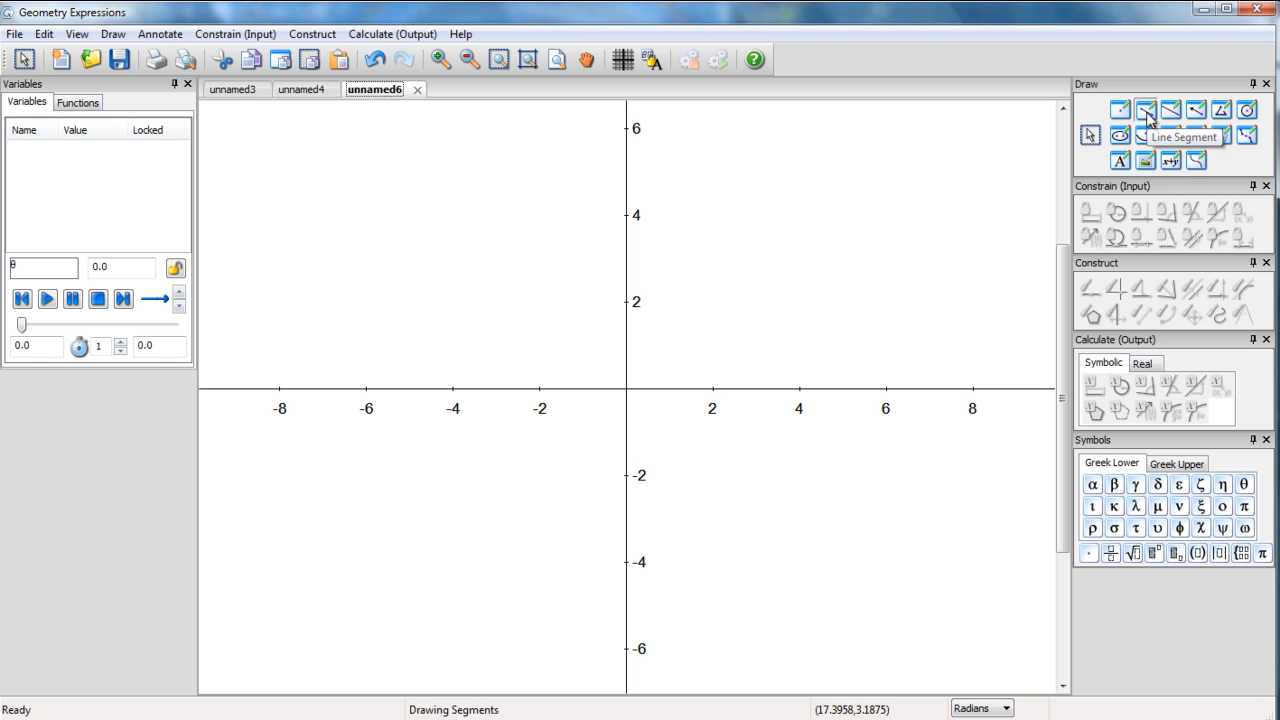 Geometry Expressions
File Edit View Draw Annotate Constrain (Input) Construct Calculate (Output) Help
Variables
Variables Functions
Name Value Locked
θ 0.0
0.0 1 0.0
unnamed3 unnamed4 unnamed6
6
4
2
-8 -6 -4 -2 2 4 6 8
-2
-4
-6
Draw
Line Segment
A x+y
Constrain (Input)
Construct
Calculate (Output)
Symbolic Real
Symbols
Greek Lower Greek Upper
α β γ δ ε ζ η θ
ι κ λ μ ν ξ ο π
ρ σ τ υ ϕ χ ψ ω
π
Ready Drawing Segments (17.3958,3.1875) Radians